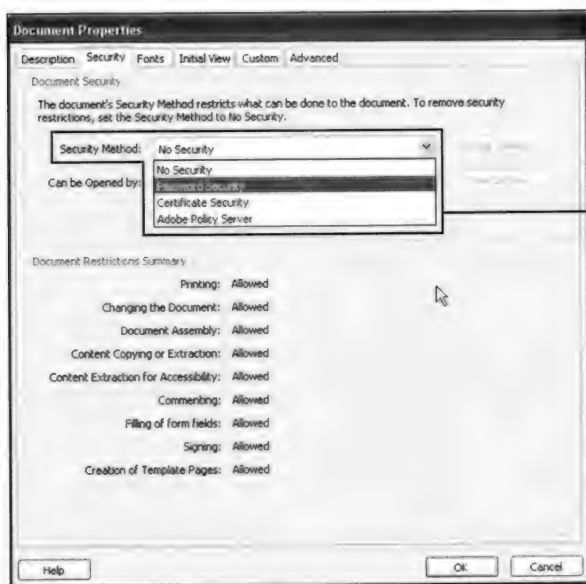 Document Properties
Description Security Fonts Initial View Custom Advanced
Document Security
The document's Security Method restricts what can be done to the document. To remove security
restrictions, set the Security Method to No Security.
Security Method: No Security
No Security
Can be Opened by: Password Security
Certificate Security
Adobe Policy Server
Document Restrictions Summary
Printing: Allowed
Changing the Document: Allowed
Document Assembly: Allowed
Content Copying or Extraction: Allowed
Content Extraction for Accessibility: Allowed
Commenting: Allowed
Filling of form fields: Allowed
Signing: Allowed
Creation of Template Pages: Allowed
Help OK Cancel